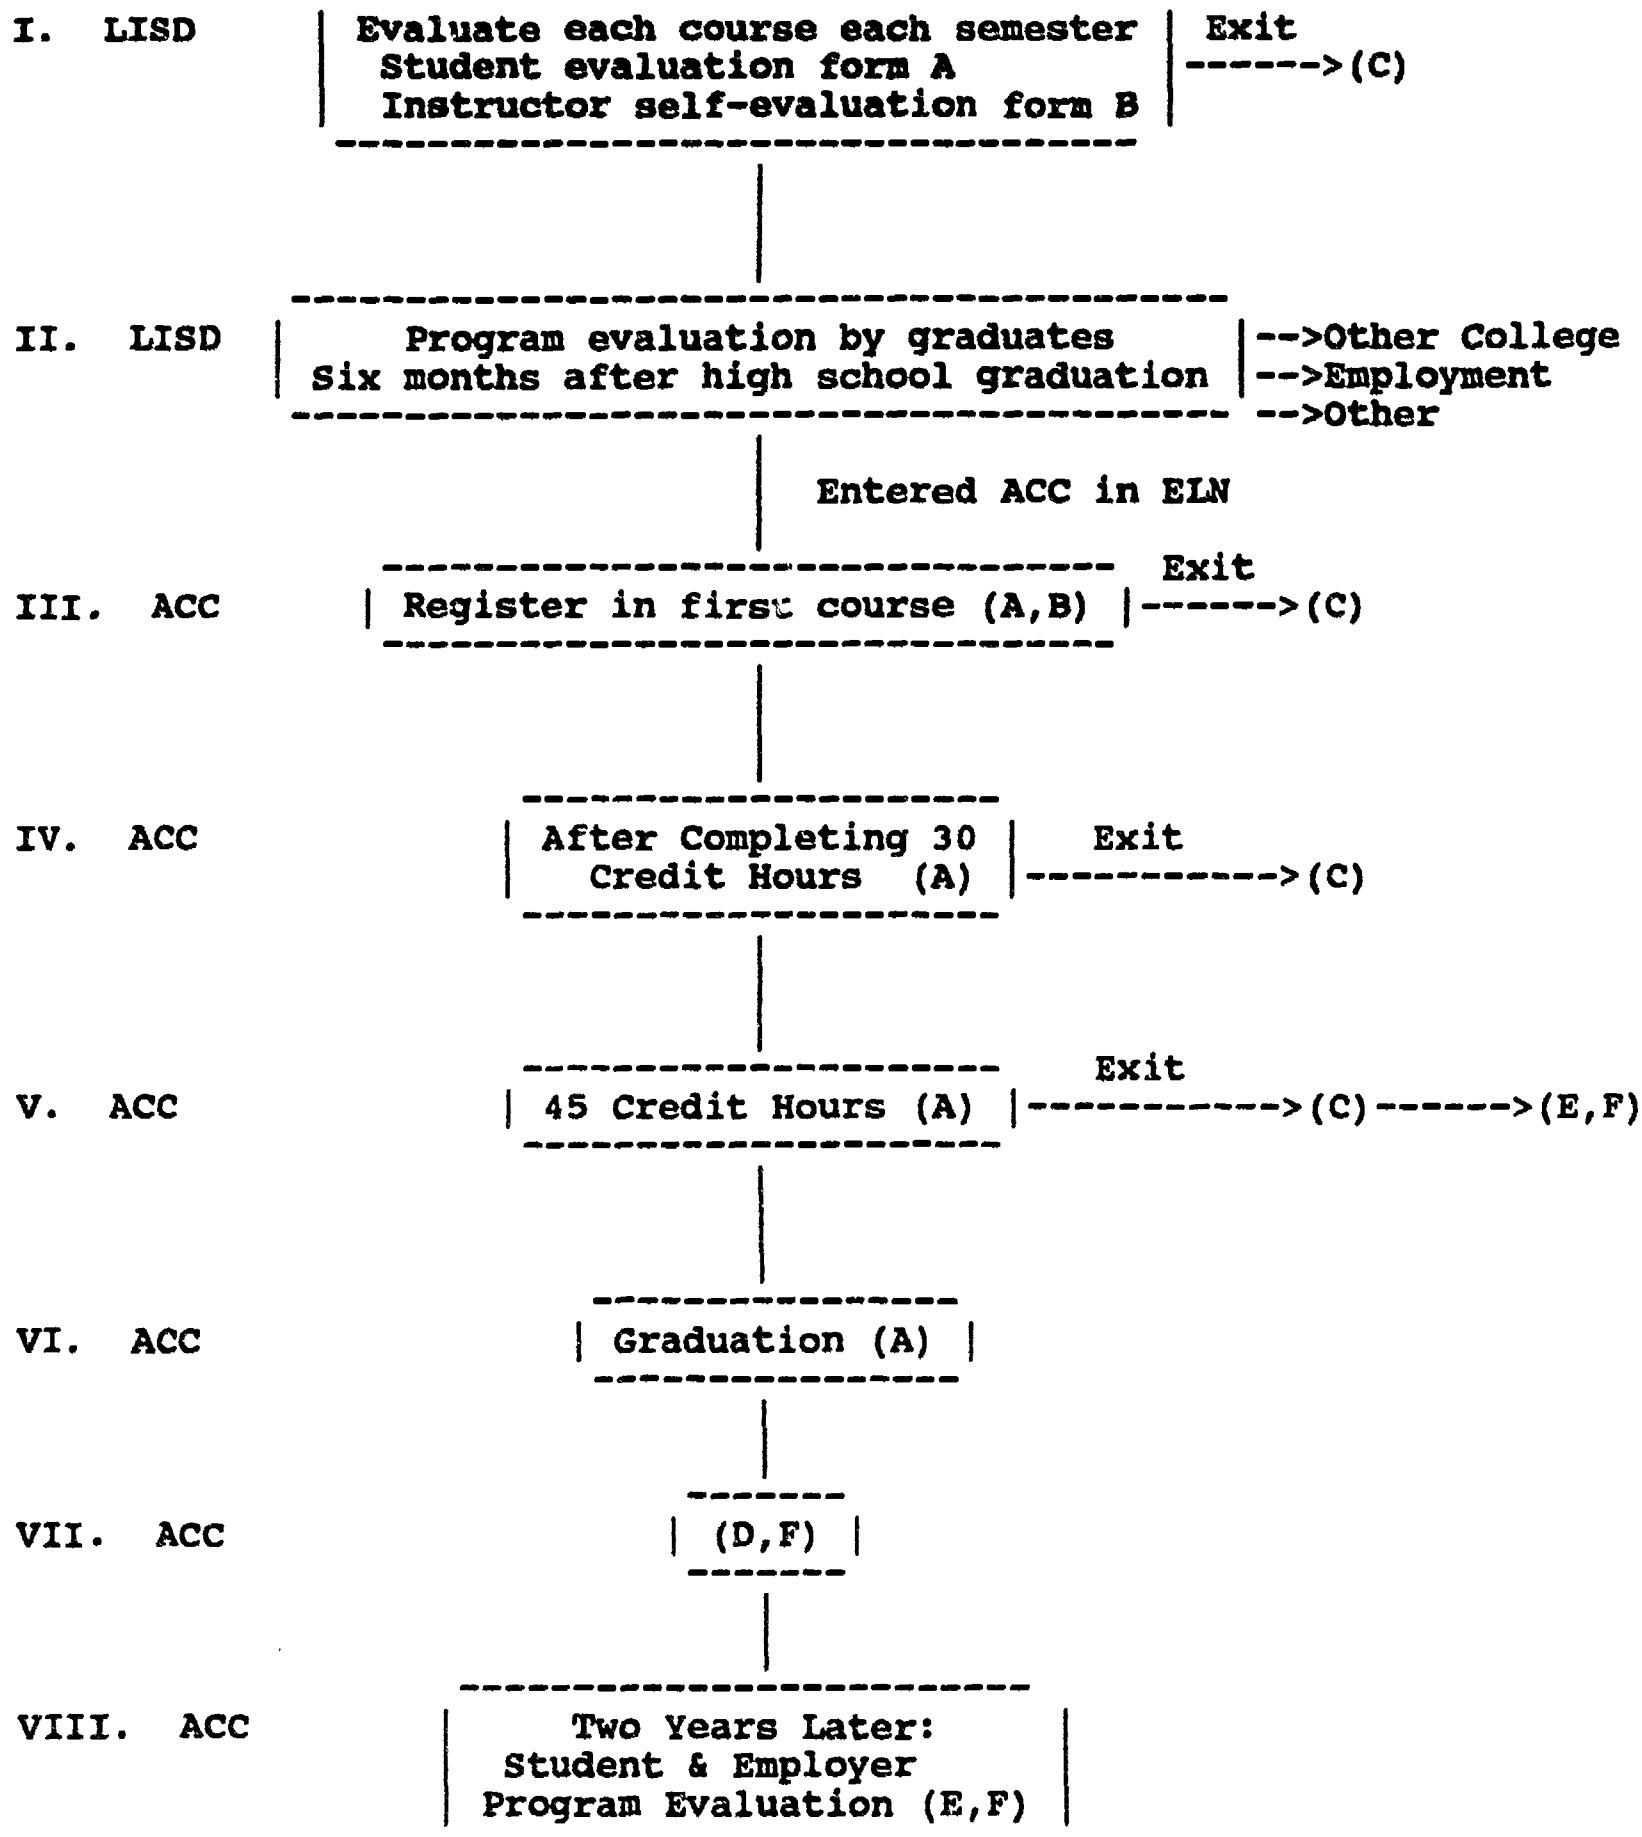 I. LISD Evaluate each course each semester Exit
Student evaluation form A ------>(C)
Instructor self-evaluation form B
II. LISD Program evaluation by graduates -->Other College
Six months after high school graduation -->Employment
-->Other
Entered ACC in ELN
Exit
III. ACC Register in first course (A,B) ------>(C)
IV. ACC After Completing 30 Exit
Credit Hours (A) ----------->(C)
Exit
V. ACC 45 Credit Hours (A) ----------->(C)------>(E,F)
VI. ACC Graduation (A)
VII. ACC (D,F)
VIII. ACC Two Years Later:
Student & Employer
Program Evaluation (E,F)